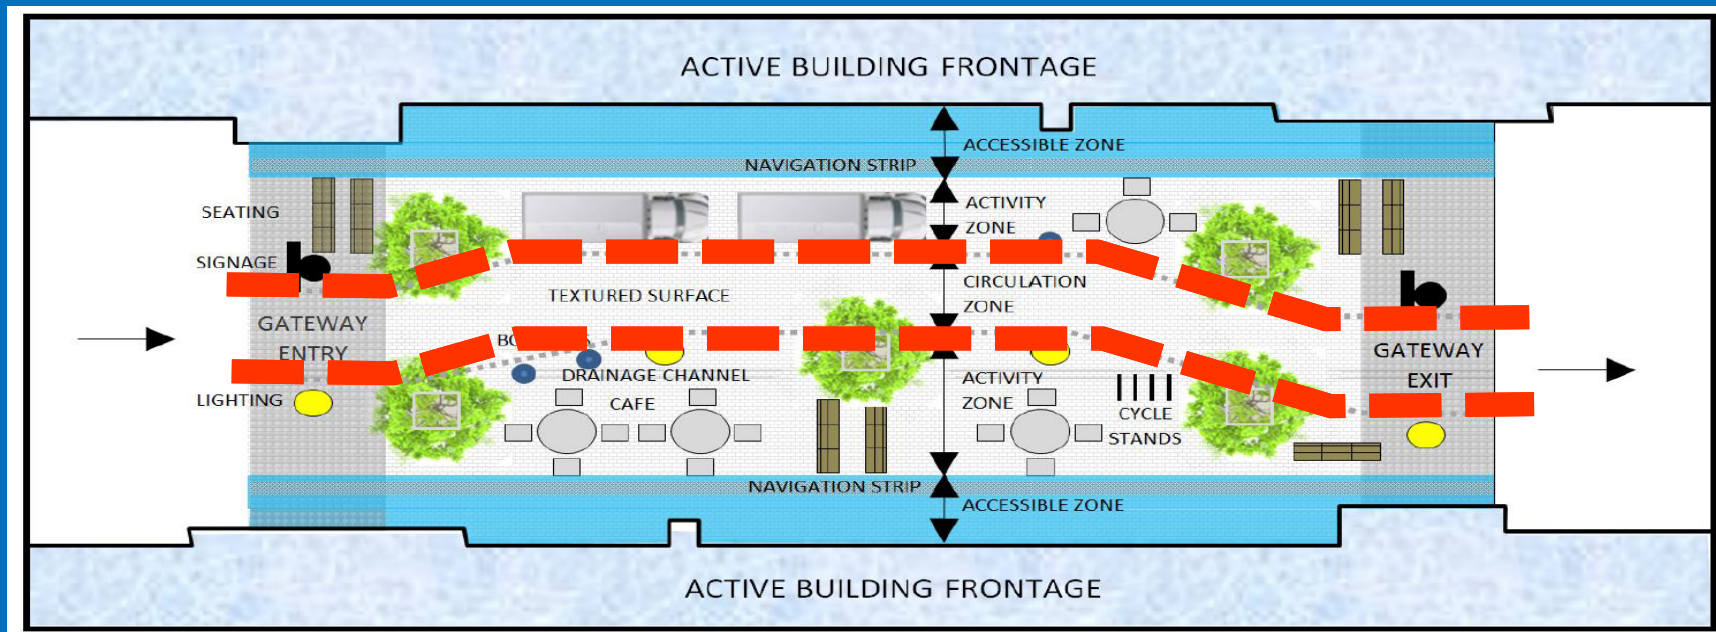 ACTIVE BUILDING FRONTAGE
ACCESSIBLE ZONE
NAVIGATION STRIP
SEATING
ACTIVITY
ZONE
SIGNAGE
CIRCULATION
ZONE
TEXTURED SURFACE
GATEWAY
ENTRY
GATEWAY
EXIT
DRAINAGE CHANNEL
ACTIVITY
ZONE
LIGHTING
CAFE
CYCLE
STANDS
NAVIGATION STRIP
ACCESSIBLE ZONE
ACTIVE BUILDING FRONTAGE